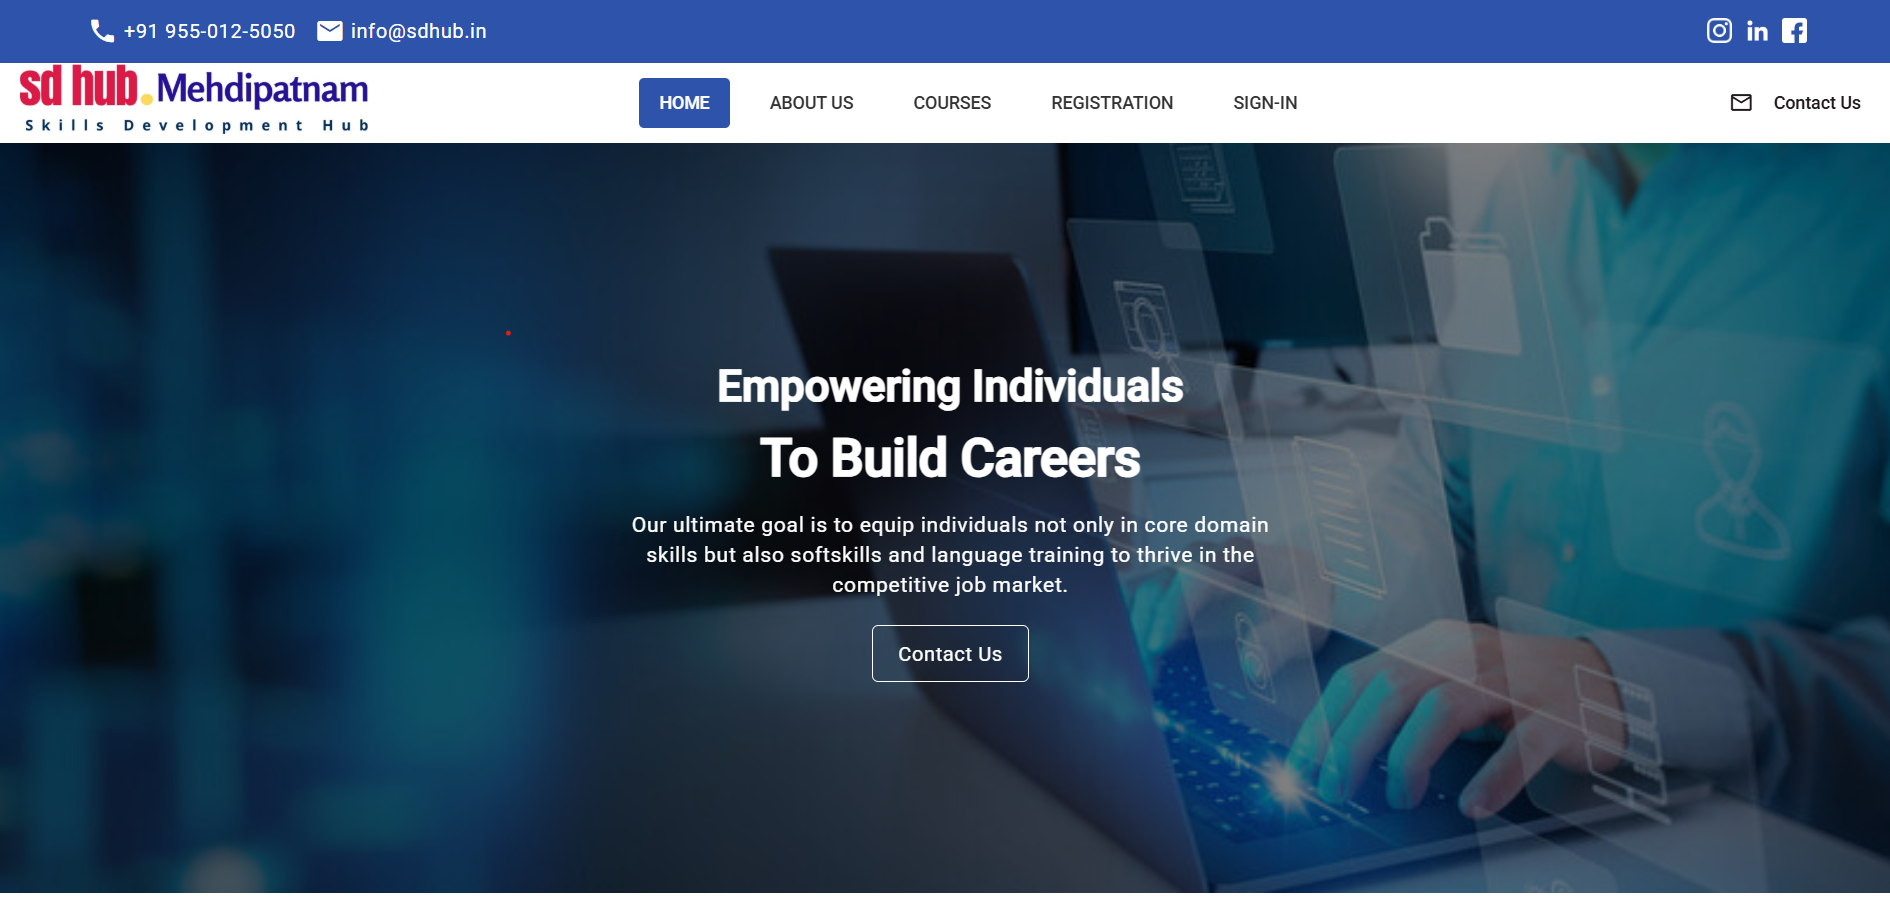 +91 955-012-5050 info@sdhub.in
sd hub.Mehdipatnam
Skills Development Hub
HOME ABOUT US COURSES REGISTRATION SIGN-IN Contact Us
Empowering Individuals
To Build Careers
Our ultimate goal is to equip individuals not only in core domain
skills but also softskills and language training to thrive in the
competitive job market.
Contact Us